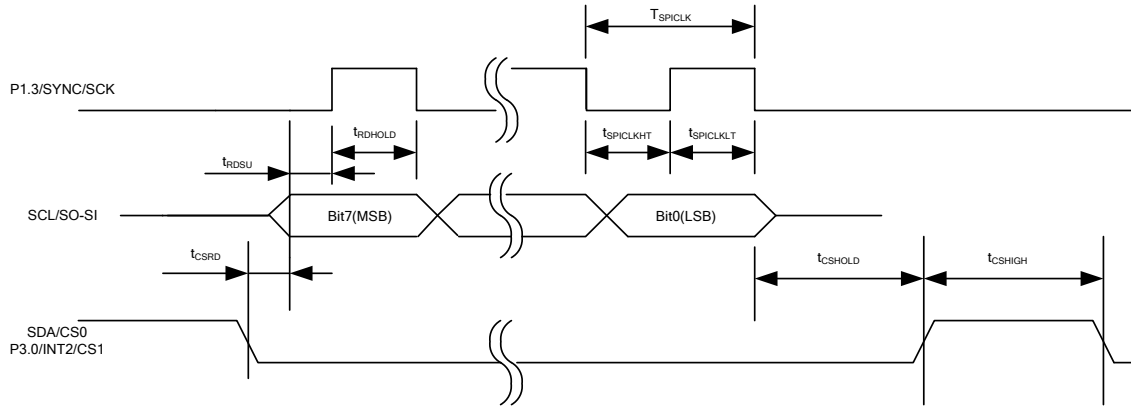 TSPICLK
P1.3/SYNC/SCK
tRDHOLD
tSPICLKHT
tSPICLKLT
tRDSU
SCL/SO-SI
Bit7(MSB)
Bit0(LSB)
tCSRD
tCSHOLD
tCSHIGH
SDA/CS0
P3.0/INT2/CS1